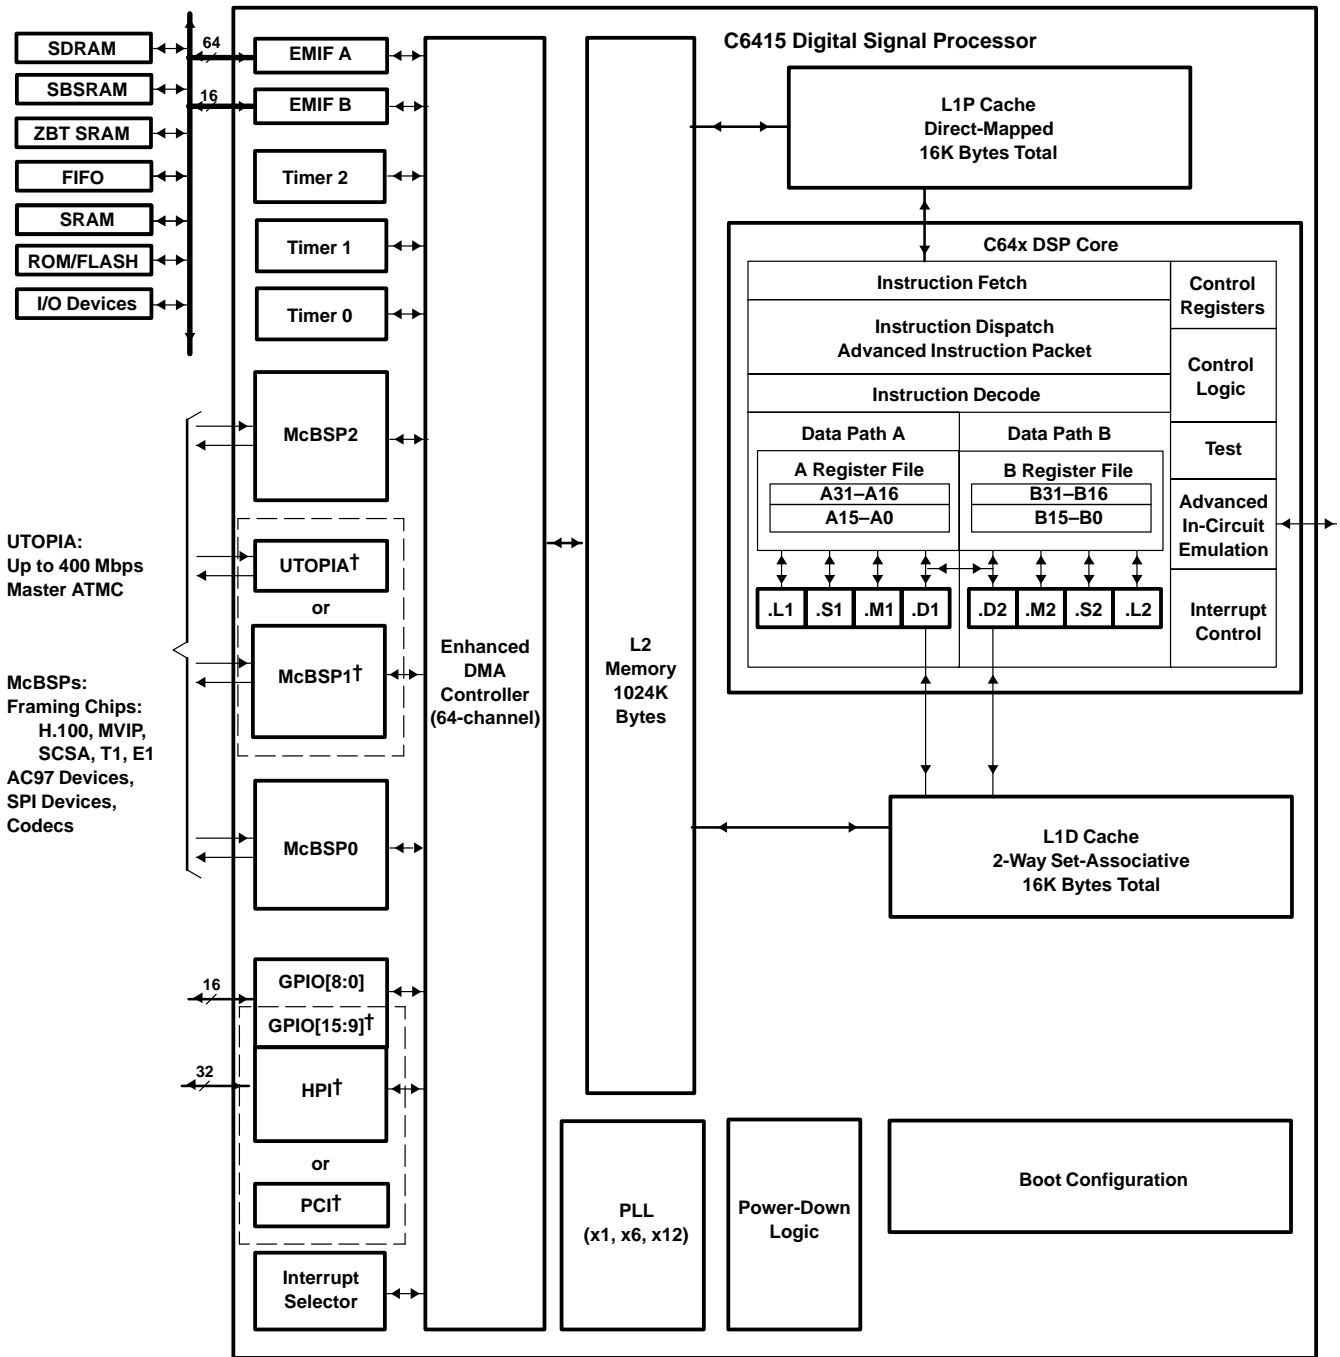 C6415 Digital Signal Processor
SDRAM
SBSRAM
ZBT SRAM
FIFO
SRAM
ROM/FLASH
I/O Devices
64
16
EMIF A
EMIF B
Timer 2
Timer 1
Timer 0
McBSP2
UTOPIA†
or
McBSP1†
McBSP0
UTOPIA:
Up to 400 Mbps
Master ATMC
McBSPs:
Framing Chips:
H.100, MVIP,
SCSA, T1, E1
AC97 Devices,
SPI Devices,
Codecs
16
GPIO[8:0]
GPIO[15:9]†
32
HPI†
or
PCI†
Interrupt
Selector
Enhanced
DMA
Controller
(64-channel)
L2
Memory
1024K
Bytes
L1P Cache
Direct-Mapped
16K Bytes Total
C64x DSP Core
Instruction Fetch
Instruction Dispatch
Advanced Instruction Packet
Instruction Decode
Data Path A
Data Path B
A Register File
A31–A16
A15–A0
B Register File
B31–B16
B15–B0
.L1
.S1
.M1
.D1
.D2
.M2
.S2
.L2
Control
Registers
Control
Logic
Test
Advanced
In-Circuit
Emulation
Interrupt
Control
L1D Cache
2-Way Set-Associative
16K Bytes Total
PLL
(x1, x6, x12)
Power-Down
Logic
Boot Configuration